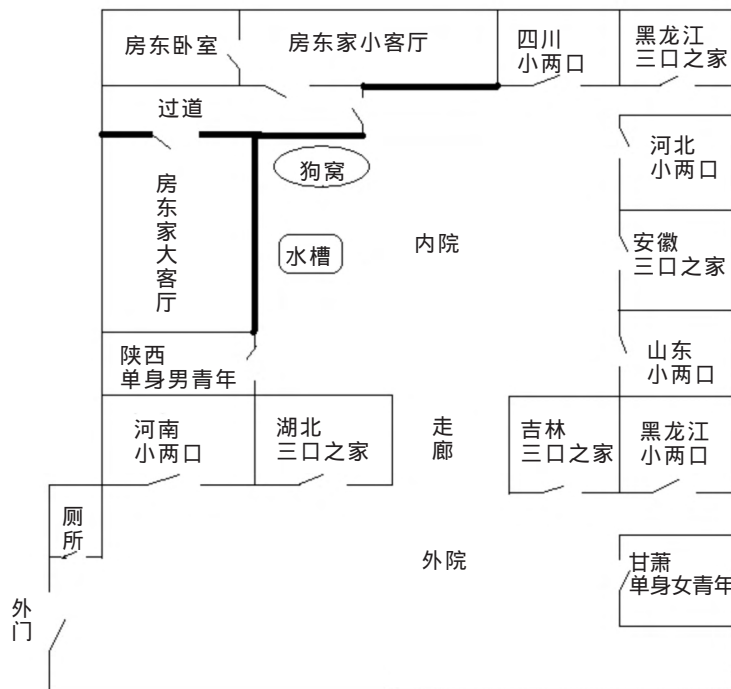 房东卧室
房东家小客厅
四川
小两口
黑龙江
三口之家
过道
河北
小两口
狗窝
房东家大客厅
水槽
内院
安徽
三口之家
陕西
单身男青年
山东
小两口
河南
小两口
湖北
三口之家
走廊
吉林
三口之家
黑龙江
小两口
厕所
外院
甘萧
单身女青年
外门